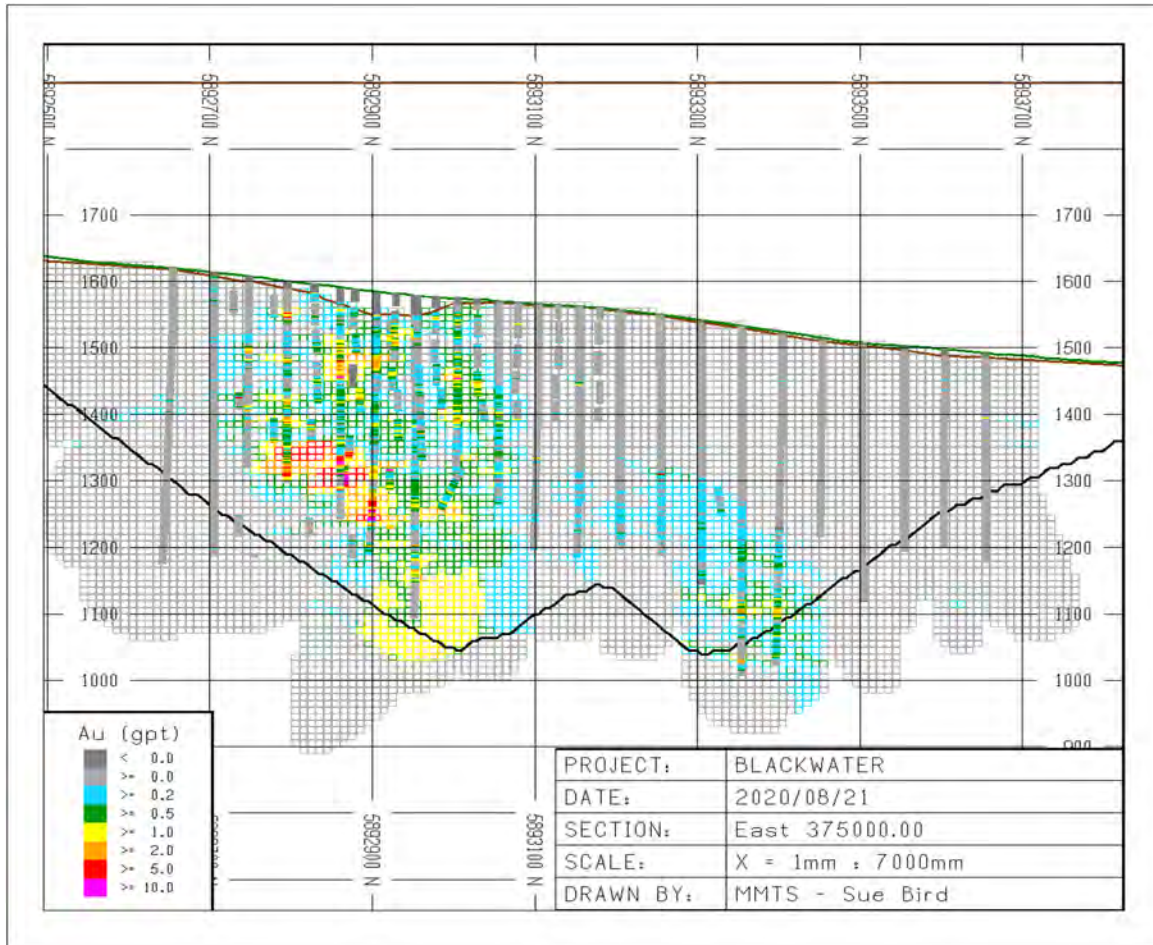 5892500 N
5892700 N
5892900 N
5893100 N
5893300 N
5893500 N
5893700 N
1700 1700
1600 1600
1500 1500
1400 1400
1300 1300
1200 1200
1100 1100
1000 1000
900
Au (gpt)
< 0.0
>= 0.0
>= 0.2
>= 0.5
>= 1.0
>= 2.0
>= 5.0
>= 10.0
5892900 N
5893100 N
PROJECT: BLACKWATER
DATE: 2020/08/21
SECTION: East 375000.00
SCALE: X = 1mm : 7000mm
DRAWN BY: MMTS - Sue Bird